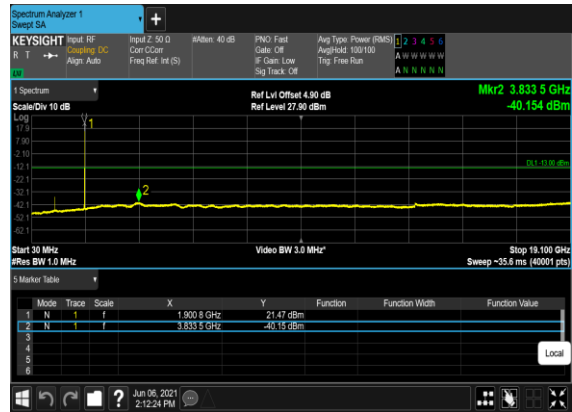 Spectrum Analyzer 1
Swept SA
+
KEYSIGHT Input: RF Input Z: 50 Ω #Atten: 40 dB PNO: Fast Avg Type: Power (RMS) 1 2 3 4 5 6
R T Coupling: DC Corr CCorr Gate: Off Avg|Hold: 100/100 A W W W W W
Align: Auto Freq Ref: Int (S) IF Gain: Low Trig: Free Run
Sig Track: Off A N N N N N
1 Spectrum Ref Lvl Offset 4.90 dB Mkr2 3.833 5 GHz
Scale/Div 10 dB Ref Level 27.90 dBm -40.154 dBm
Log
17.9
1
7.90
-2.10
-12.1
DL1 -13.00 dBm
-22.1
-32.1
2
-42.1
-52.1
-62.1
Start 30 MHz Video BW 3.0 MHz* Stop 19.100 GHz
#Res BW 1.0 MHz Sweep ~35.6 ms (40001 pts)
5 Marker Table
Mode Trace Scale X Y Function Function Width Function Value
1 N 1 f 1.900 8 GHz 21.47 dBm
2 N 1 f 3.833 5 GHz -40.15 dBm
3
4
5
6
Local
? Jun 06, 2021
2:12:24 PM